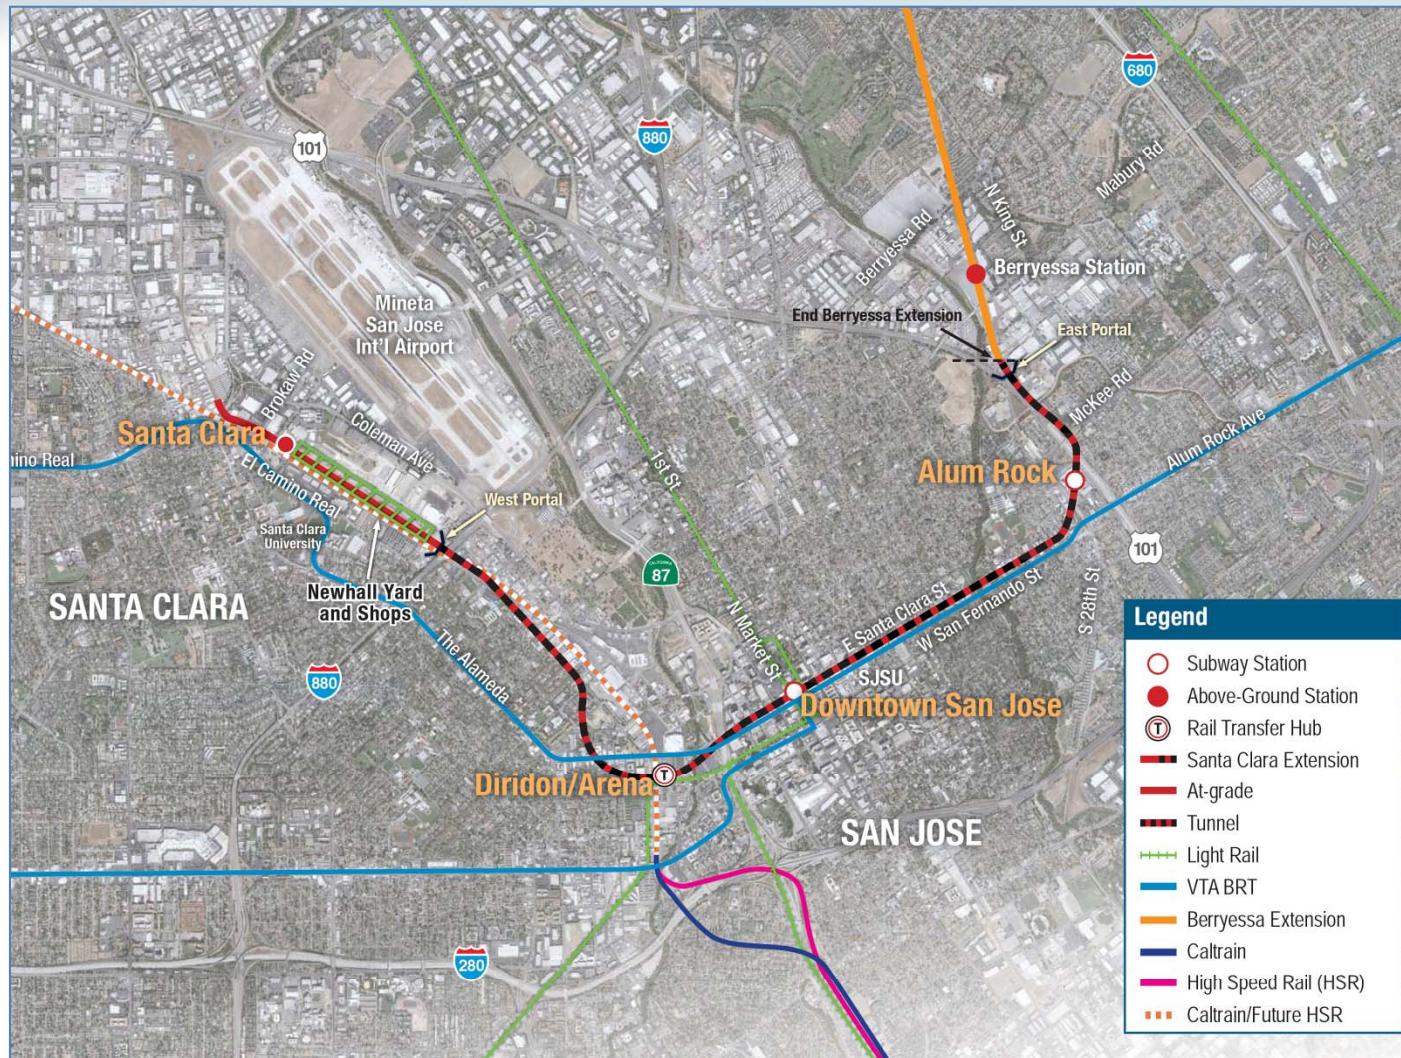 680
880
101
Mabury Rd
N King St
Berryessa Rd
Berryessa Station
Mineta
San Jose
Int'l Airport
End Berryessa Extension
East Portal
Brokaw Rd
McKee Rd
Coleman Ave
Santa Clara
Alum Rock Ave
mino Real
El Camino Real
1st St
Alum Rock
West Portal
Santa Clara
University
101
87
CALIFORNIA
Newhall Yard
and Shops
SANTA CLARA
N Market St
E Santa Clara St
W San Fernando St
S 28th St
880
The Alameda
SJSU
Downtown San Jose
Diridon/Arena
T
SAN JOSE
280
Legend
Subway Station
Above-Ground Station
T
Rail Transfer Hub
Santa Clara Extension
At-grade
Tunnel
Light Rail
VTA BRT
Berryessa Extension
Caltrain
High Speed Rail (HSR)
Caltrain/Future HSR